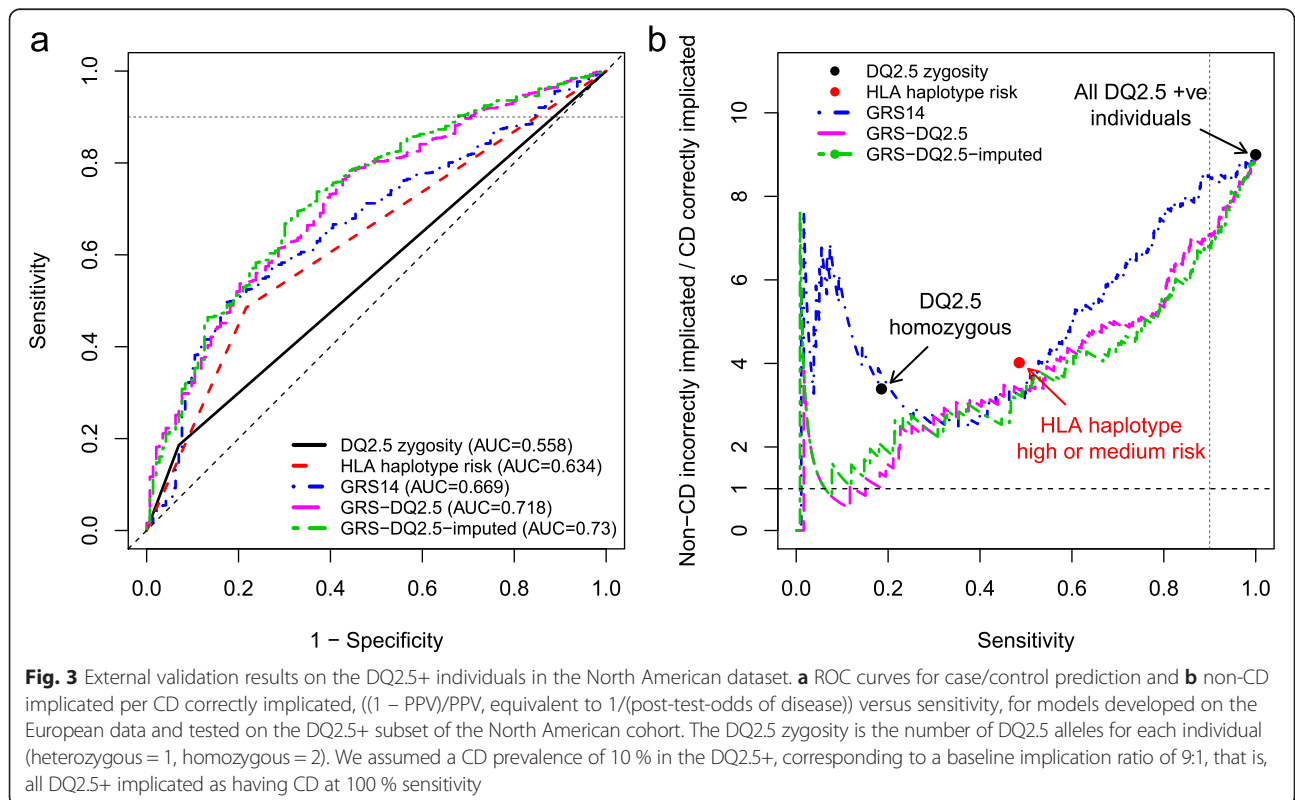 a
1.0
0.8
0.6
0.4
0.2
0.0
Sensitivity
DQ2.5 zygosity (AUC=0.558)
HLA haplotype risk (AUC=0.634)
GRS14 (AUC=0.669)
GRS−DQ2.5 (AUC=0.718)
GRS−DQ2.5−imputed (AUC=0.73)
0.0 0.2 0.4 0.6 0.8 1.0
1 − Specificity
b
Non−CD incorrectly implicated / CD correctly implicated
10
8
6
4
2
1
0
DQ2.5 zygosity
HLA haplotype risk
GRS14
GRS−DQ2.5
GRS−DQ2.5−imputed
All DQ2.5 +ve
individuals
DQ2.5
homozygous
HLA haplotype
high or medium risk
0.0 0.2 0.4 0.6 0.8 1.0
Sensitivity
Fig. 3 External validation results on the DQ2.5+ individuals in the North American dataset. a ROC curves for case/control prediction and b non-CD
implicated per CD correctly implicated, ((1 – PPV)/PPV, equivalent to 1/(post-test-odds of disease)) versus sensitivity, for models developed on the
European data and tested on the DQ2.5+ subset of the North American cohort. The DQ2.5 zygosity is the number of DQ2.5 alleles for each individual
(heterozygous = 1, homozygous = 2). We assumed a CD prevalence of 10 % in the DQ2.5+, corresponding to a baseline implication ratio of 9:1, that is,
all DQ2.5+ implicated as having CD at 100 % sensitivity